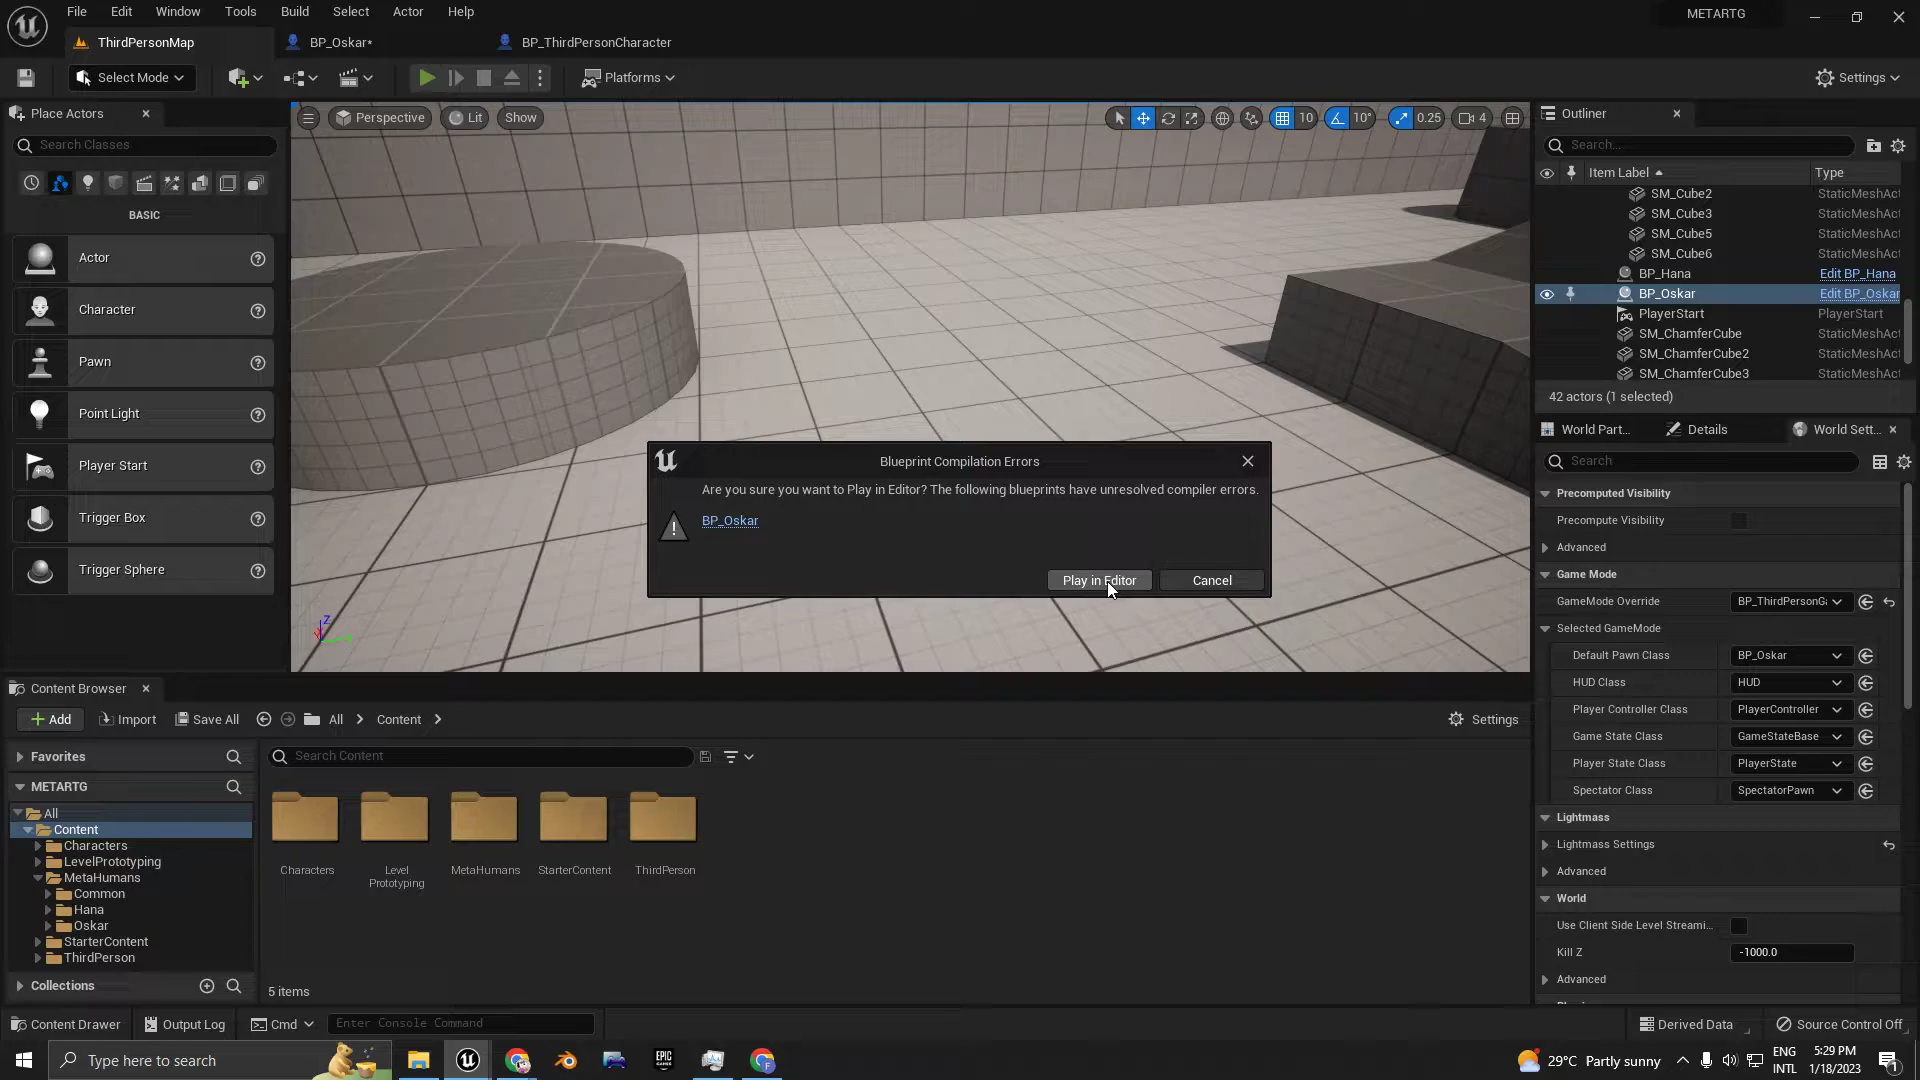 File Edit Window Tools Build Select Actor Help
METARTG
ThirdPersonMap
BP_Oskar*
BP_ThirdPersonCharacter
Select Mode
Platforms
Settings
Place Actors
Search Classes
BASIC
Actor
Character
Pawn
Point Light
Player Start
Trigger Box
Trigger Sphere
Perspective
Lit
Show
10
10°
0.25
4
Z
Blueprint Compilation Errors
Are you sure you want to Play in Editor? The following blueprints have unresolved compiler errors.
BP_Oskar
Play in Editor
Cancel
Outliner
Search...
Item Label
Type
SM_Cube2 StaticMeshAct
SM_Cube3 StaticMeshAct
SM_Cube5 StaticMeshAct
SM_Cube6 StaticMeshAct
BP_Hana Edit BP_Hana
BP_Oskar Edit BP_Oskar
PlayerStart PlayerStart
SM_ChamferCube StaticMeshAct
SM_ChamferCube2 StaticMeshAct
SM_ChamferCube3 StaticMeshAct
42 actors (1 selected)
World Part...
Details
World Sett...
Search
Precomputed Visibility
Precompute Visibility
Advanced
Game Mode
GameMode Override BP_ThirdPersonGa
Selected GameMode
Default Pawn Class BP_Oskar
HUD Class HUD
Player Controller Class PlayerController
Game State Class GameStateBase
Player State Class PlayerState
Spectator Class SpectatorPawn
Lightmass
Lightmass Settings
Advanced
World
Use Client Side Level Streami...
Kill Z -1000.0
Advanced
Content Browser
Add
Import
Save All
All
Content
Settings
Favorites
METARTG
All
Content
Characters
LevelPrototyping
MetaHumans
Common
Hana
Oskar
StarterContent
ThirdPerson
Collections
Search Content
Characters
Level
Prototyping
MetaHumans
StarterContent
ThirdPerson
5 items
Content Drawer
Output Log
Cmd
Enter Console Command
Derived Data
Source Control Off
Type here to search
EPIC
GAMES
29°C Partly sunny
ENG
INTL
5:29 PM
1/18/2023
1